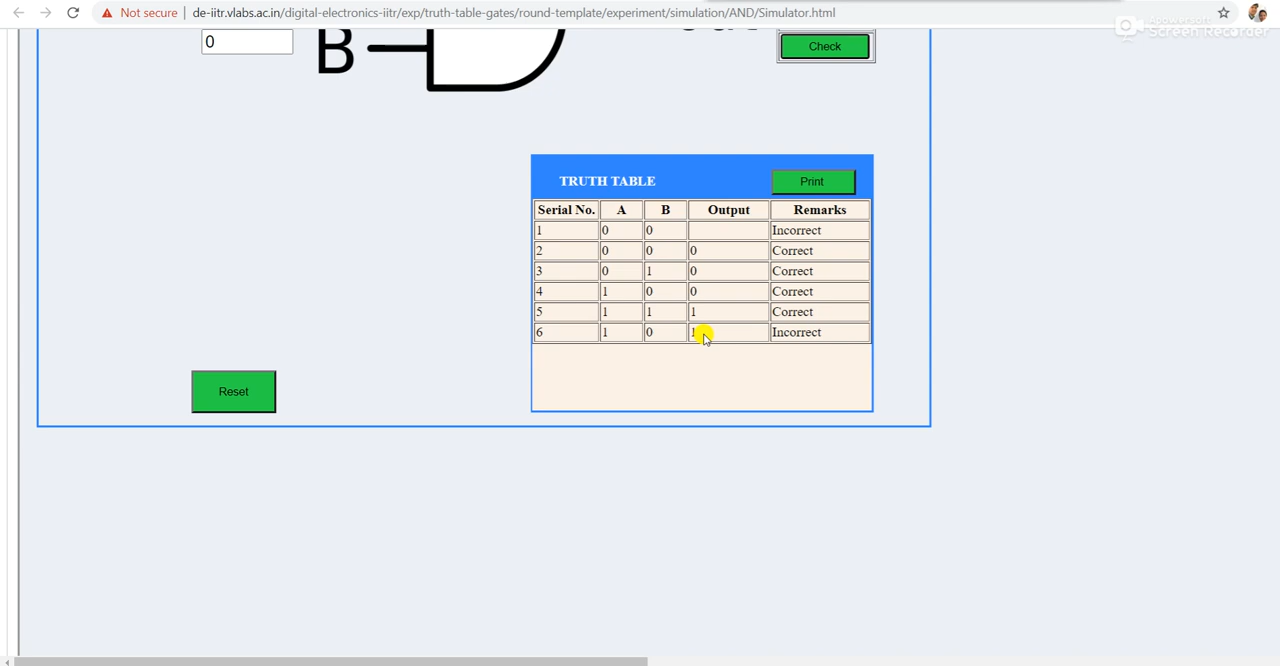 Not secure de-iitr.vlabs.ac.in/digital-electronics-iitr/exp/truth-table-gates/round-template/experiment/simulation/AND/Simulator.html
Apowersoft
Screen Recorder
0
B
Check
TRUTH TABLE
Print
Serial No. A B Output Remarks
1 0 0 Incorrect
2 0 0 0 Correct
3 0 1 0 Correct
4 1 0 0 Correct
5 1 1 1 Correct
6 1 0 1 Incorrect
Reset